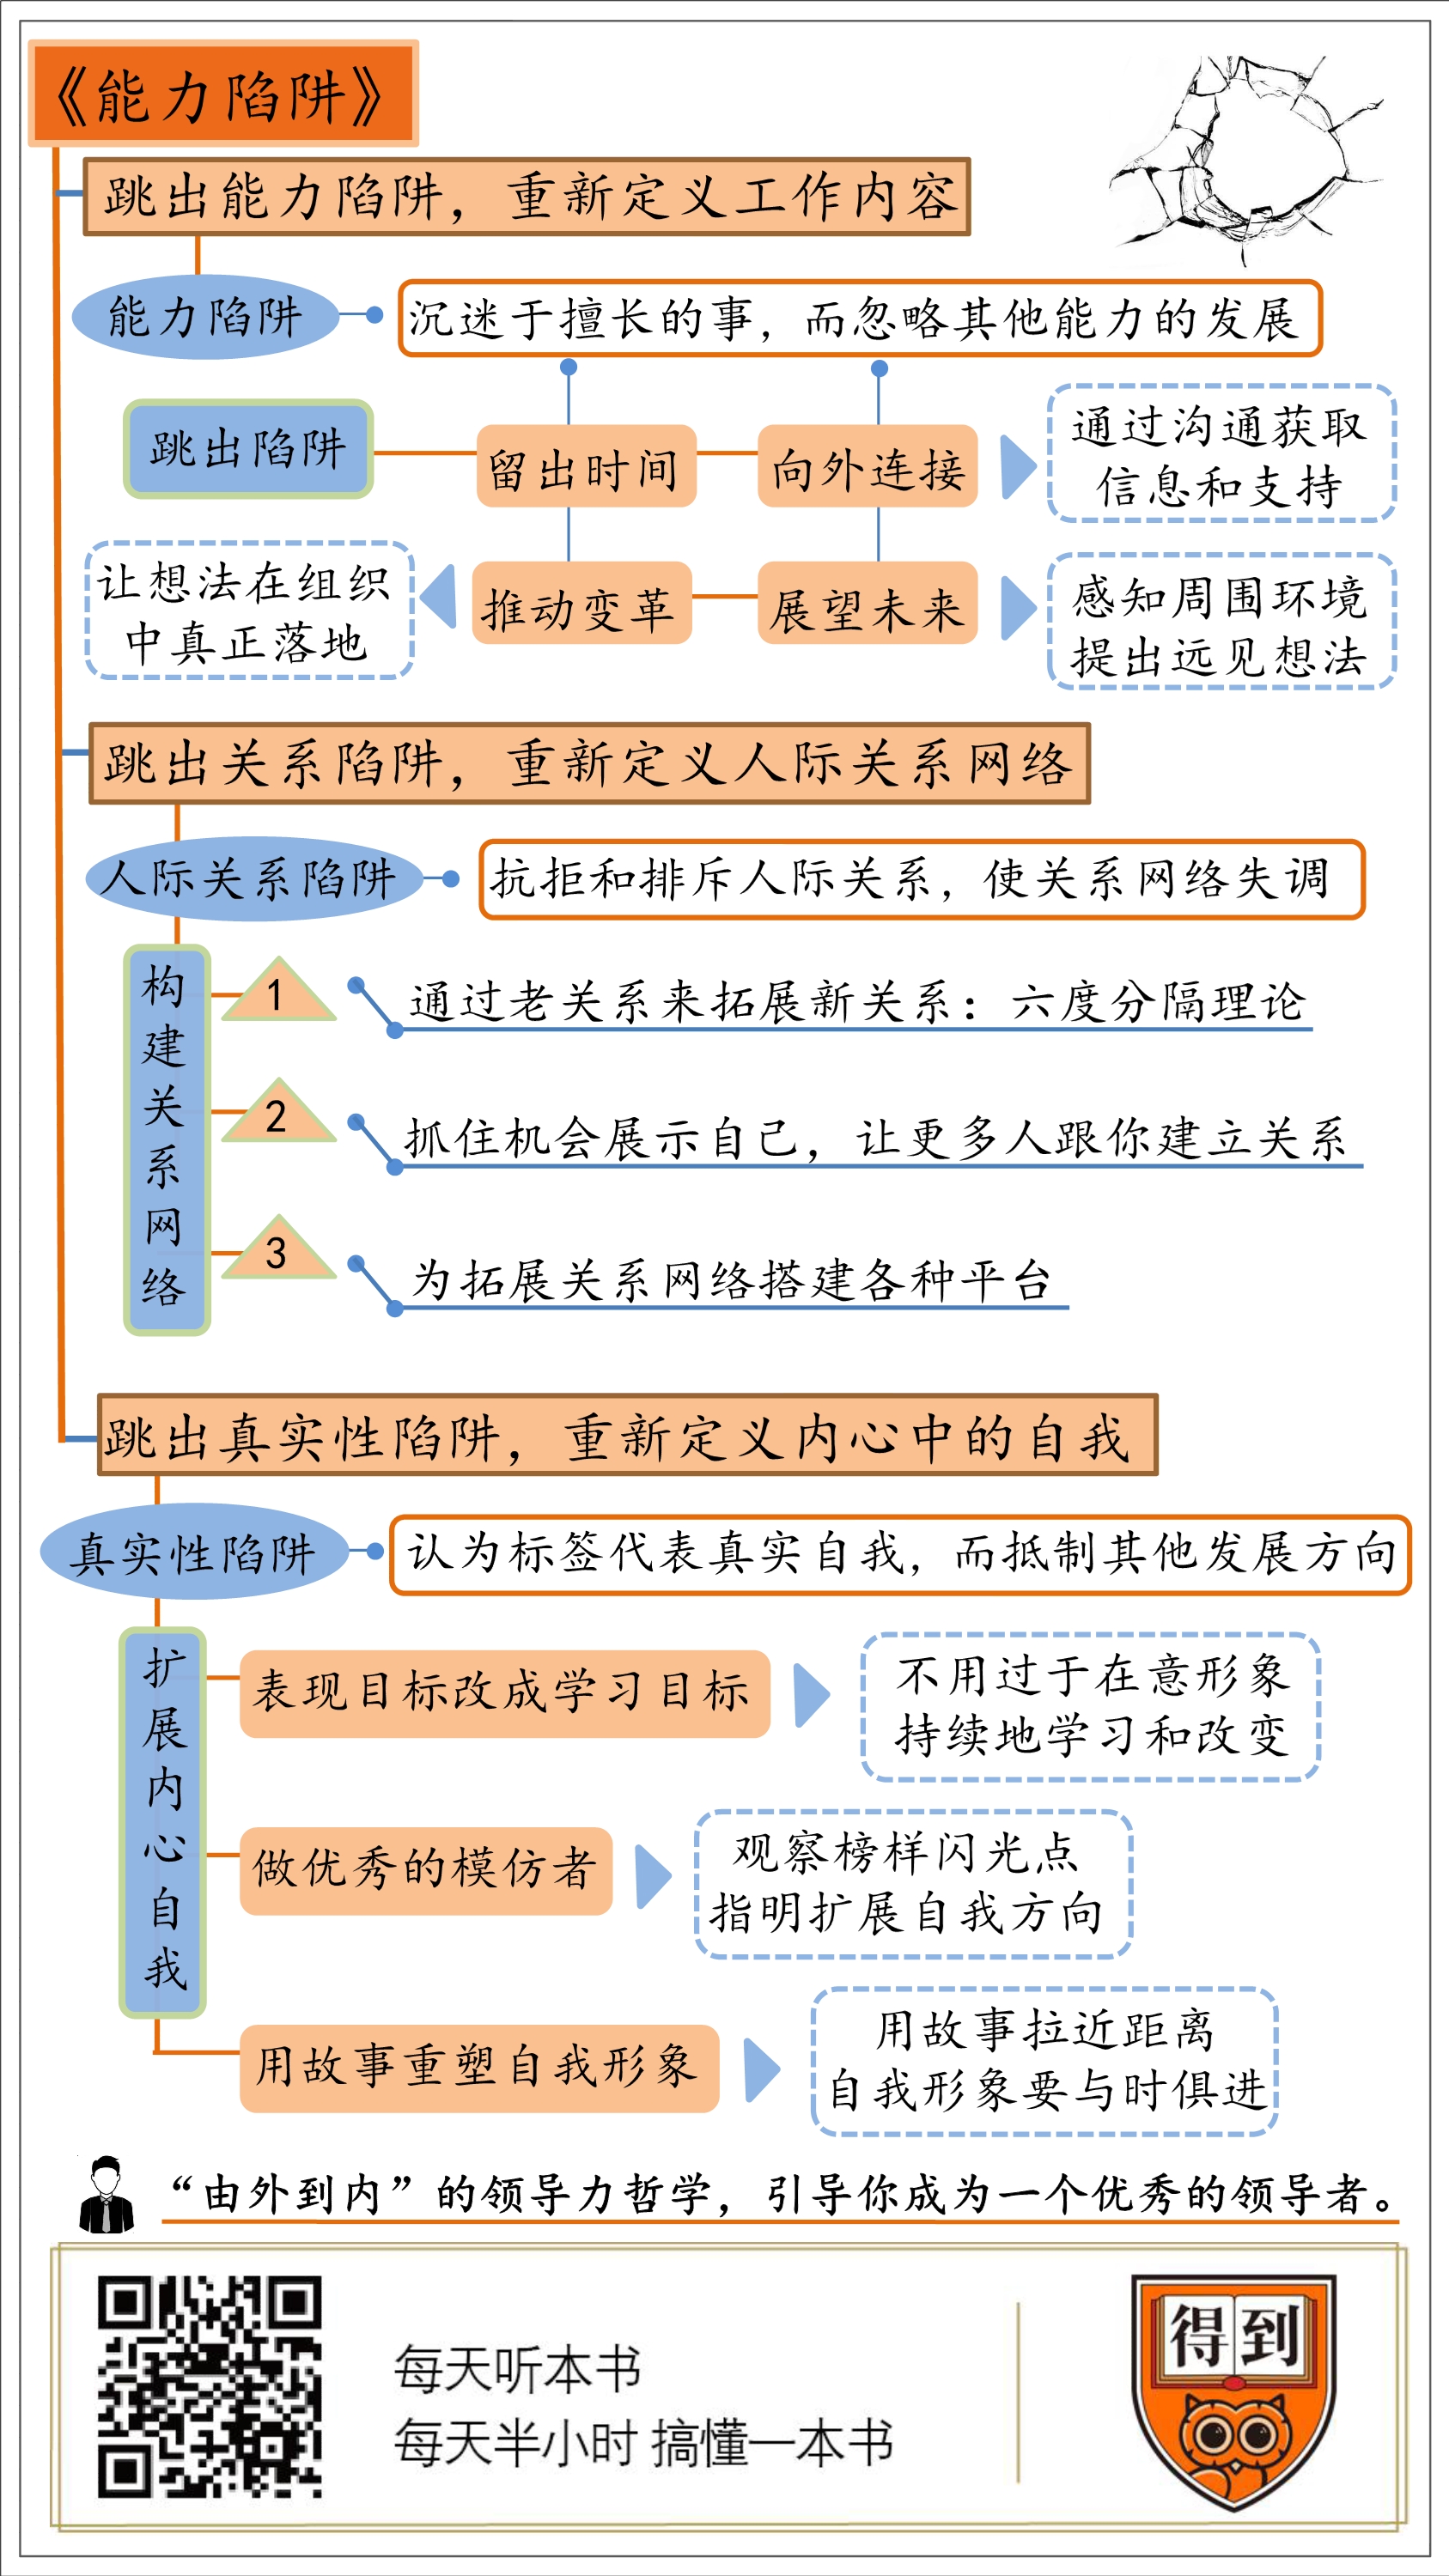 《能力陷阱》
跳出能力陷阱，重新定义工作内容
能力陷阱
沉迷于擅长的事，而忽略其他能力的发展
跳出陷阱
留出时间
向外连接
通过沟通获取
信息和支持
让想法在组织
中真正落地
推动变革
展望未来
感知周围环境
提出远见想法
跳出关系陷阱，重新定义人际关系网络
人际关系陷阱
抗拒和排斥人际关系，使关系网络失调
构建关系网络
1
通过老关系来拓展新关系：六度分隔理论
2
抓住机会展示自己，让更多人跟你建立关系
3
为拓展关系网络搭建各种平台
跳出真实性陷阱，重新定义内心中的自我
真实性陷阱
认为标签代表真实自我，而抵制其他发展方向
扩展内心自我
表现目标改成学习目标
不用过于在意形象
持续地学习和改变
做优秀的模仿者
观察榜样闪光点
指明扩展自我方向
用故事重塑自我形象
用故事拉近距离
自我形象要与时俱进
“由外到内”的领导力哲学，引导你成为一个优秀的领导者。
每天听本书
每天半小时 搞懂一本书
得到